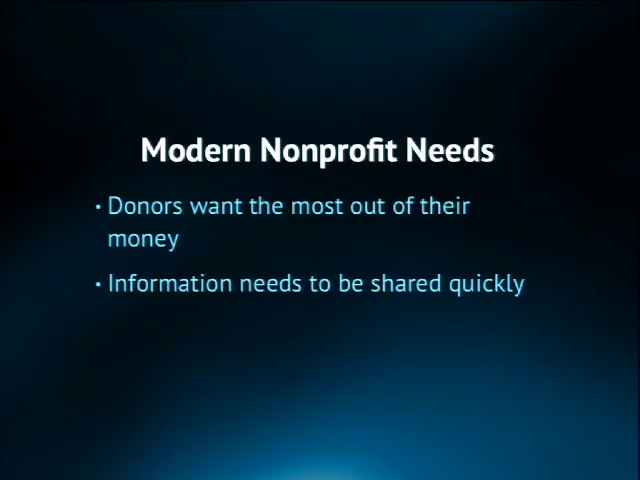 Modern Nonprofit Needs
• Donors want the most out of their
money
• Information needs to be shared quickly